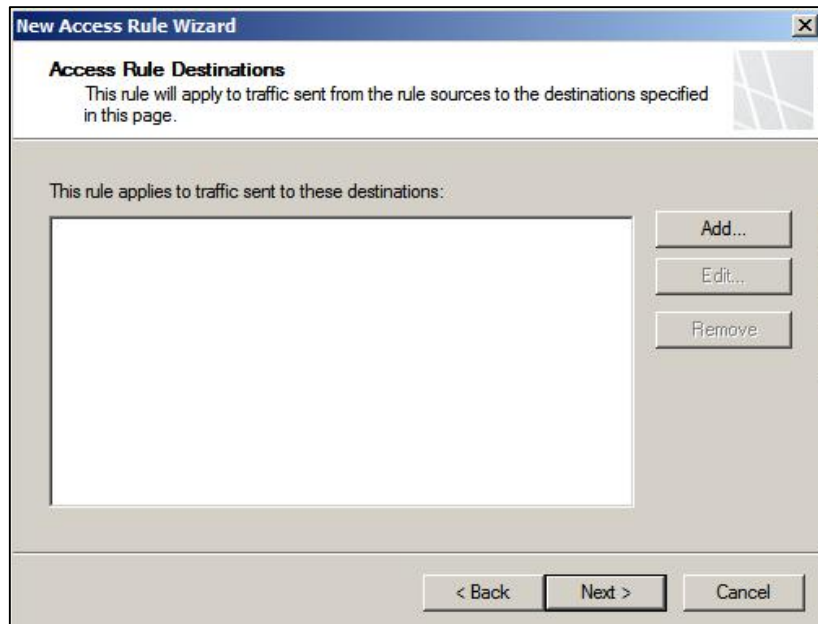 New Access Rule Wizard
Access Rule Destinations
This rule will apply to traffic sent from the rule sources to the destinations specified
in this page.
This rule applies to traffic sent to these destinations:
Add...
Edit...
Remove
< Back
Next >
Cancel